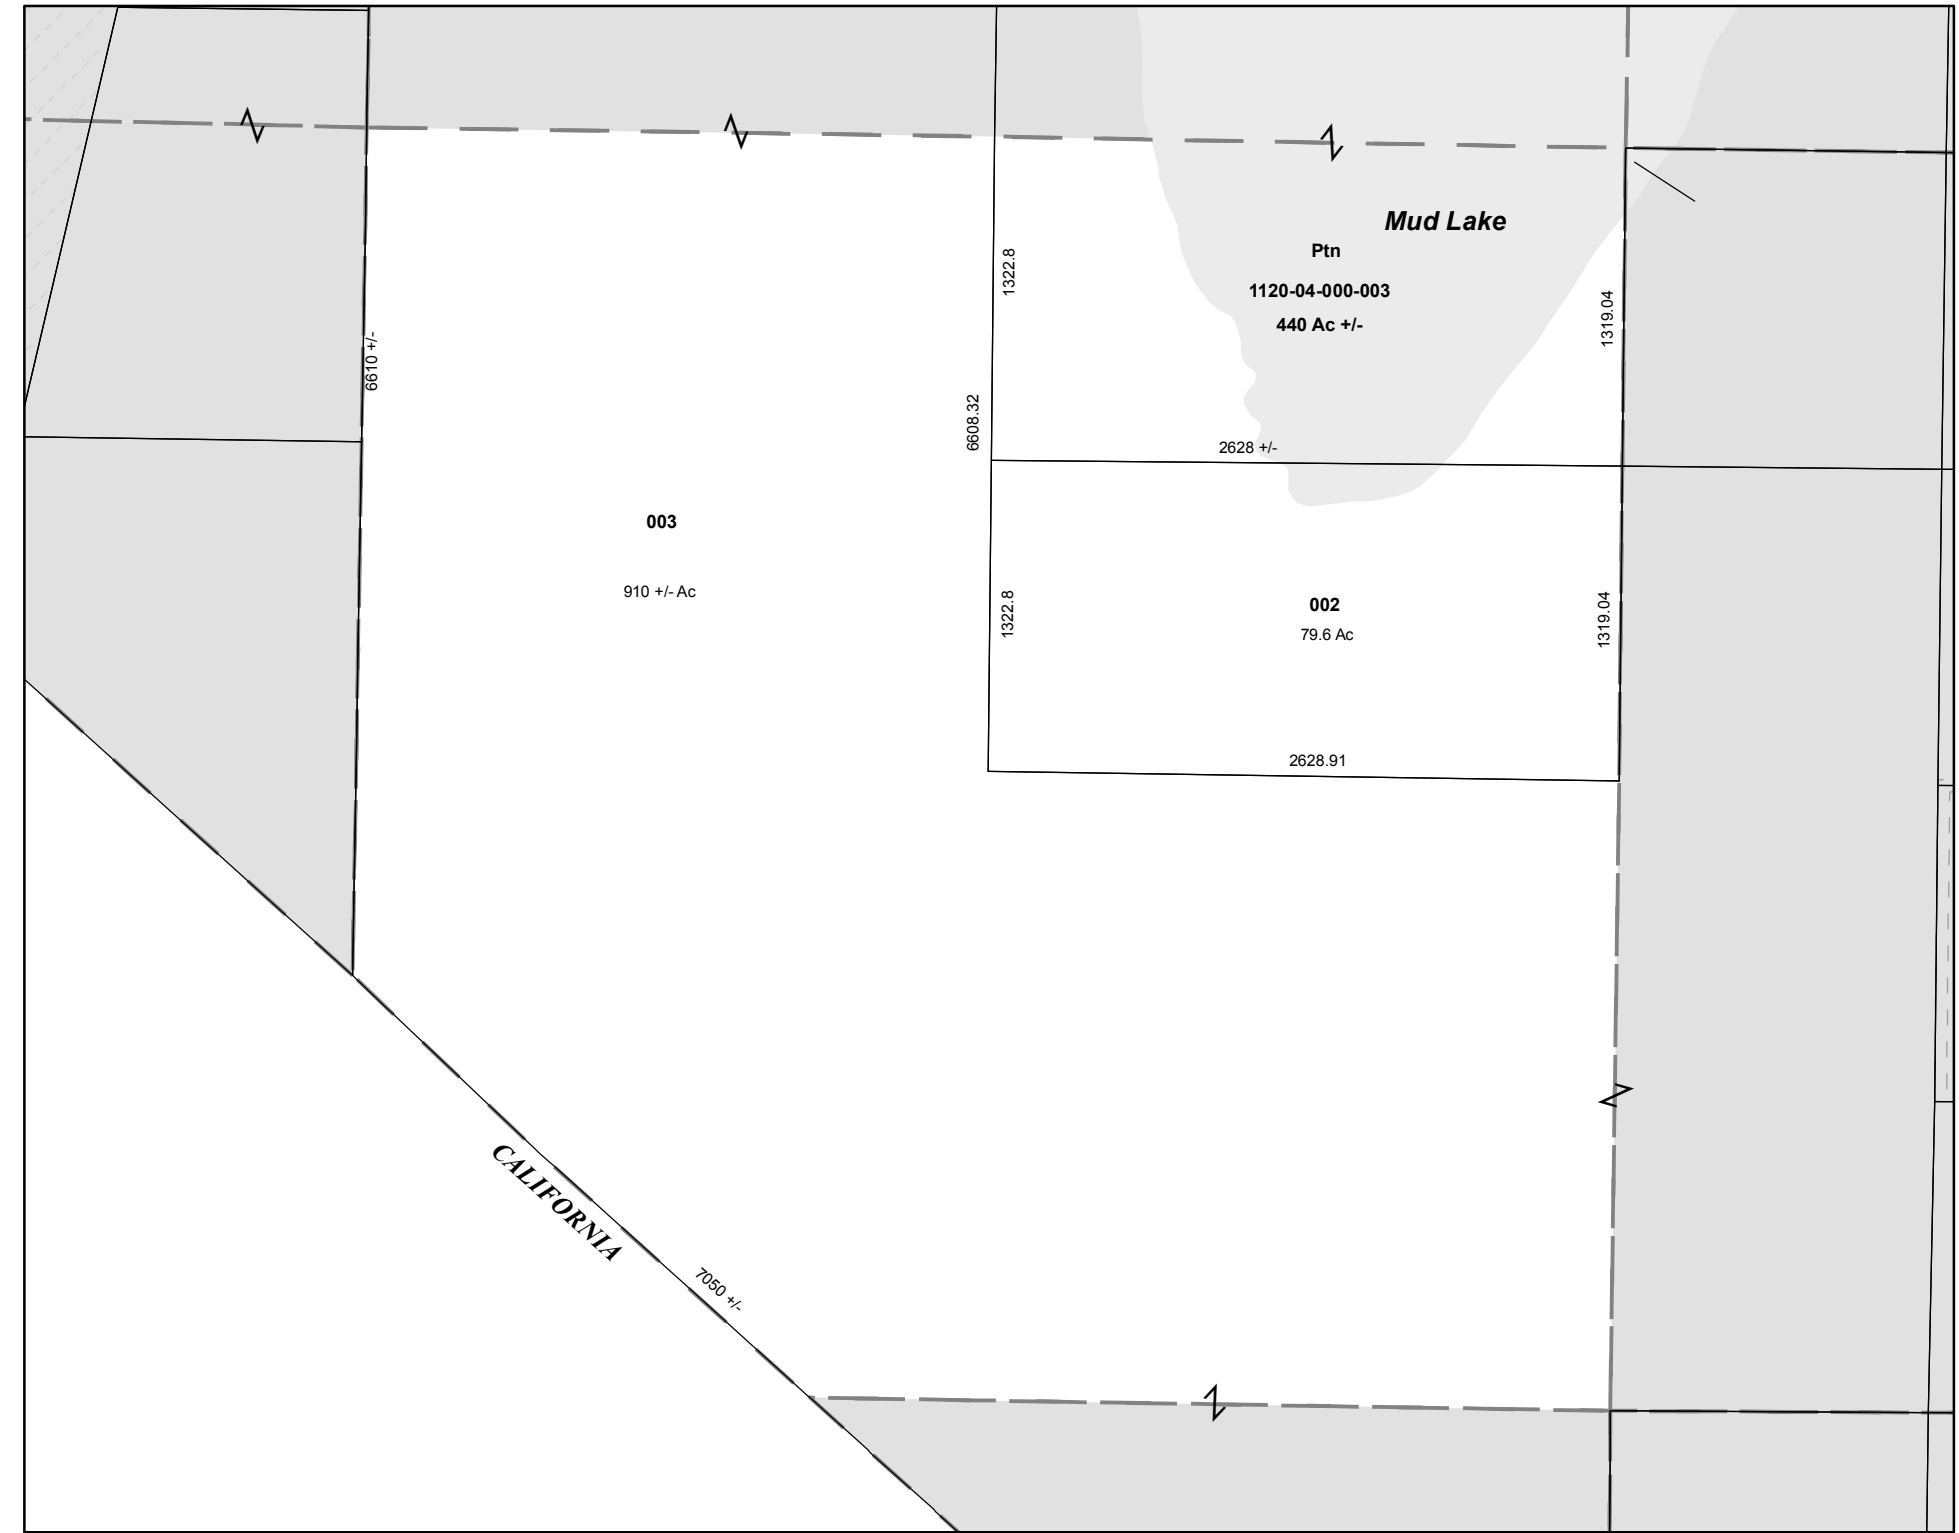 Mud Lake
Ptn
1120-04-000-003
440 Ac +/-
1322.8
1319.04
6610 +/-
6608.32
2628 +/-
003
910 +/- Ac
1322.8
002
79.6 Ac
1319.04
2628.91
CALIFORNIA
7050 +/-